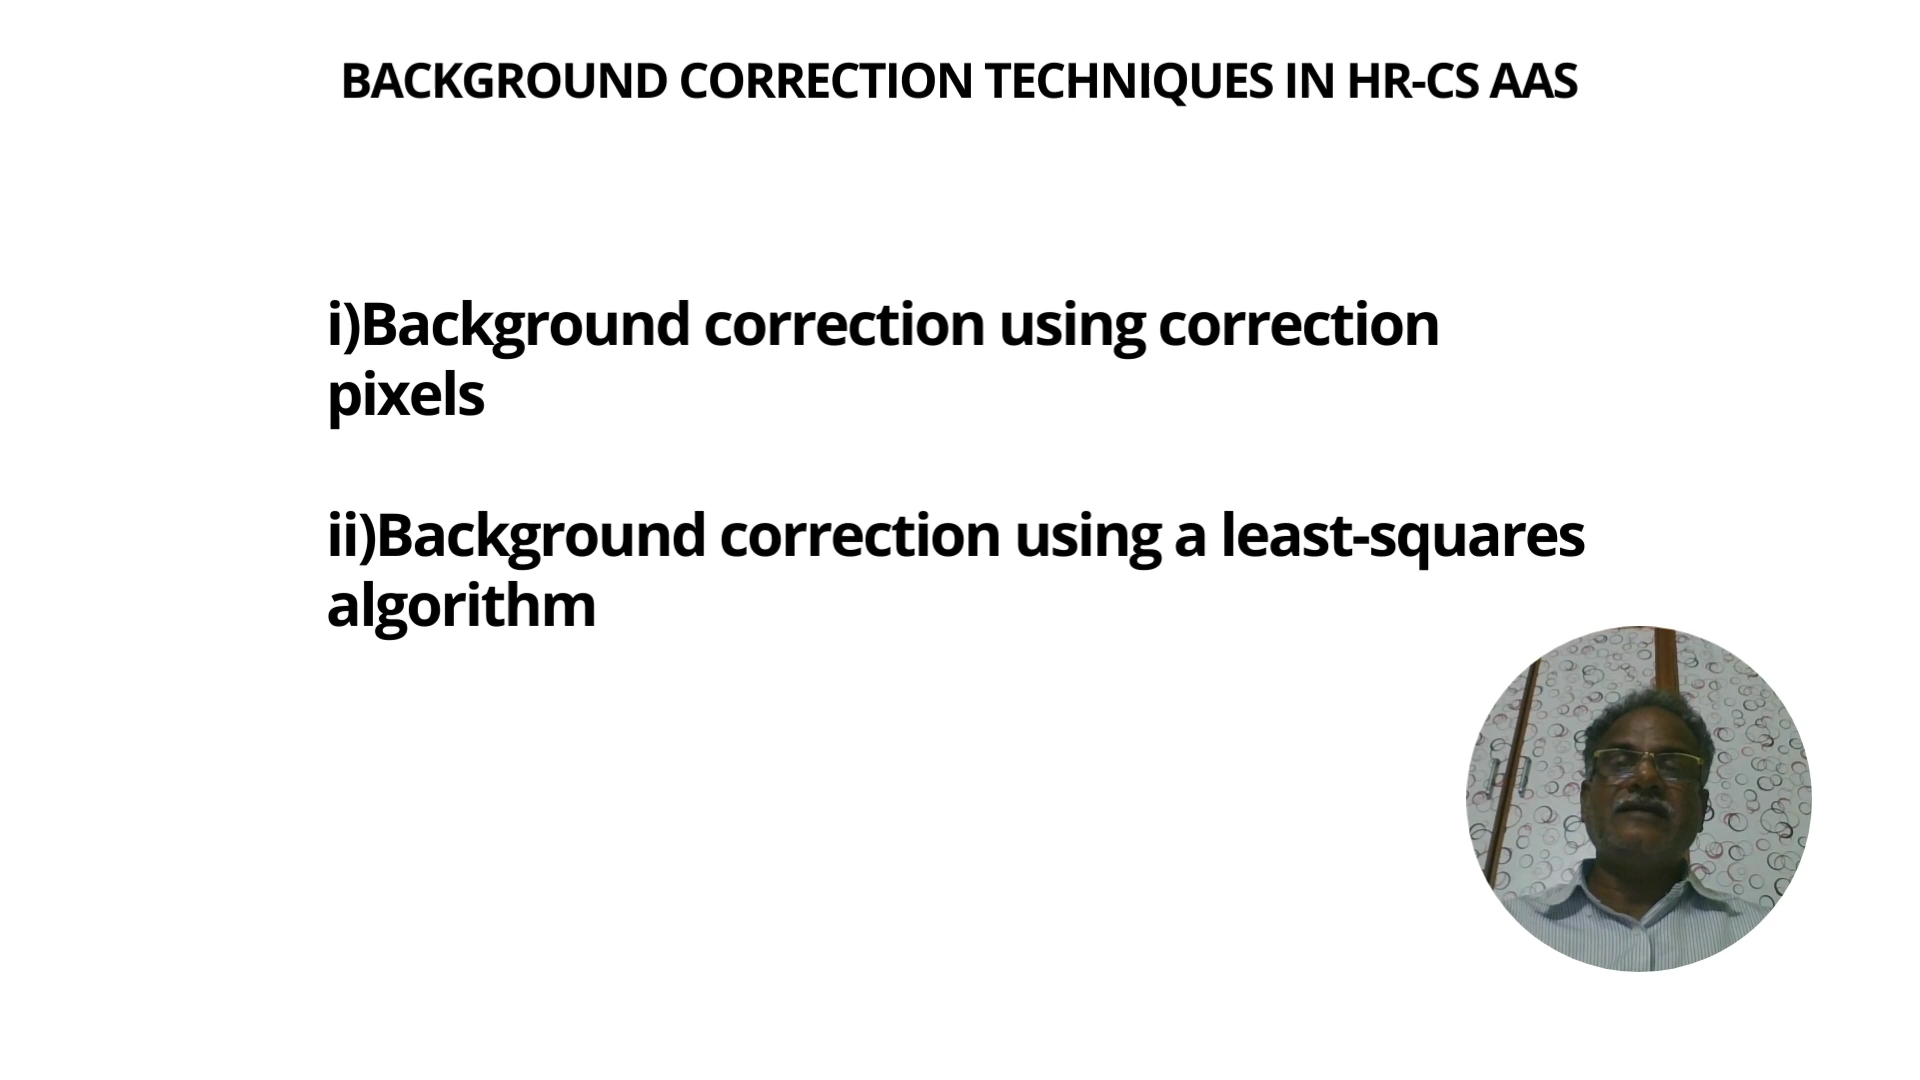 BACKGROUND CORRECTION TECHNIQUES IN HR-CS AAS
i)Background correction using correction
pixels
ii)Background correction using a least-squares
algorithm